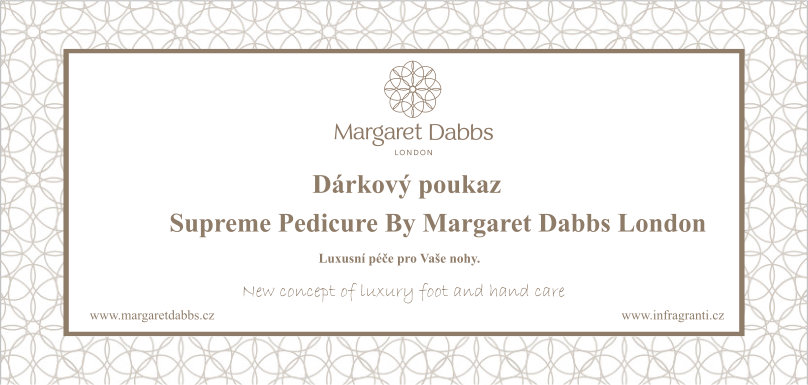 Margaret Dabbs
LONDON
Dárkový poukaz
Supreme Pedicure By Margaret Dabbs London
Luxusní péče pro Vaše nohy.
New concept of luxury foot and hand care
www.margaretdabbs.cz www.infragranti.cz